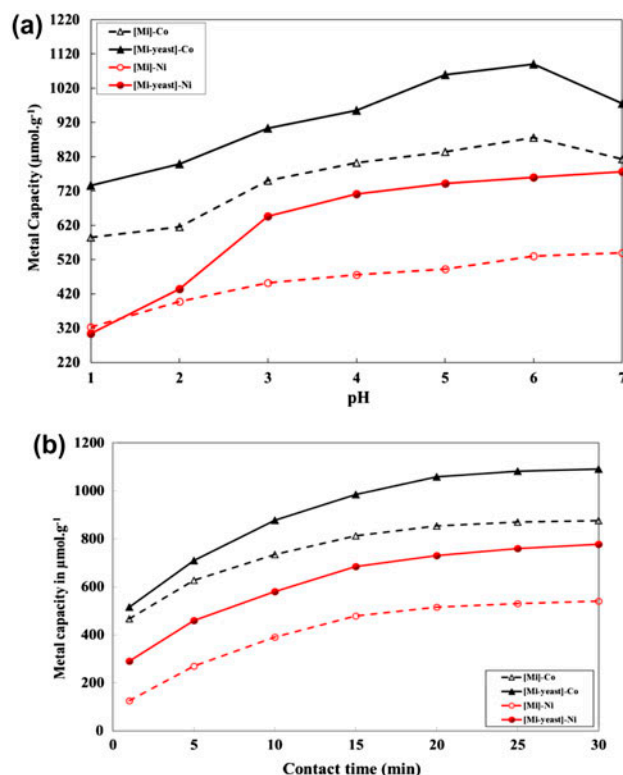 (a)
[Mi]-Co
[Mi-yeast]-Co
[Mi]-Ni
[Mi-yeast]-Ni
Metal Capacity (µmol.g⁻¹)
1220
1120
1020
920
820
720
620
520
420
320
220
1 2 3 4 5 6 7
pH
(b)
Metal capacity in µmol.g⁻¹
1200
1000
800
600
400
200
0
[Mi]-Co
[Mi-yeast]-Co
[Mi]-Ni
[Mi-yeast]-Ni
0 5 10 15 20 25 30
Contact time (min)